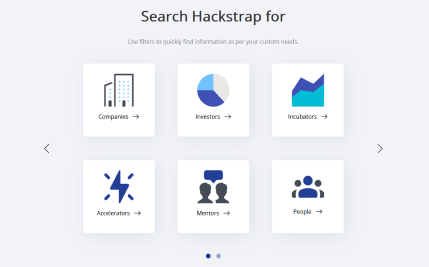 Search Hackstrap for
Use filters to quickly find information as per your custom needs.
Companies →
Investors →
Incubators →
Accelerators →
Mentors →
People →